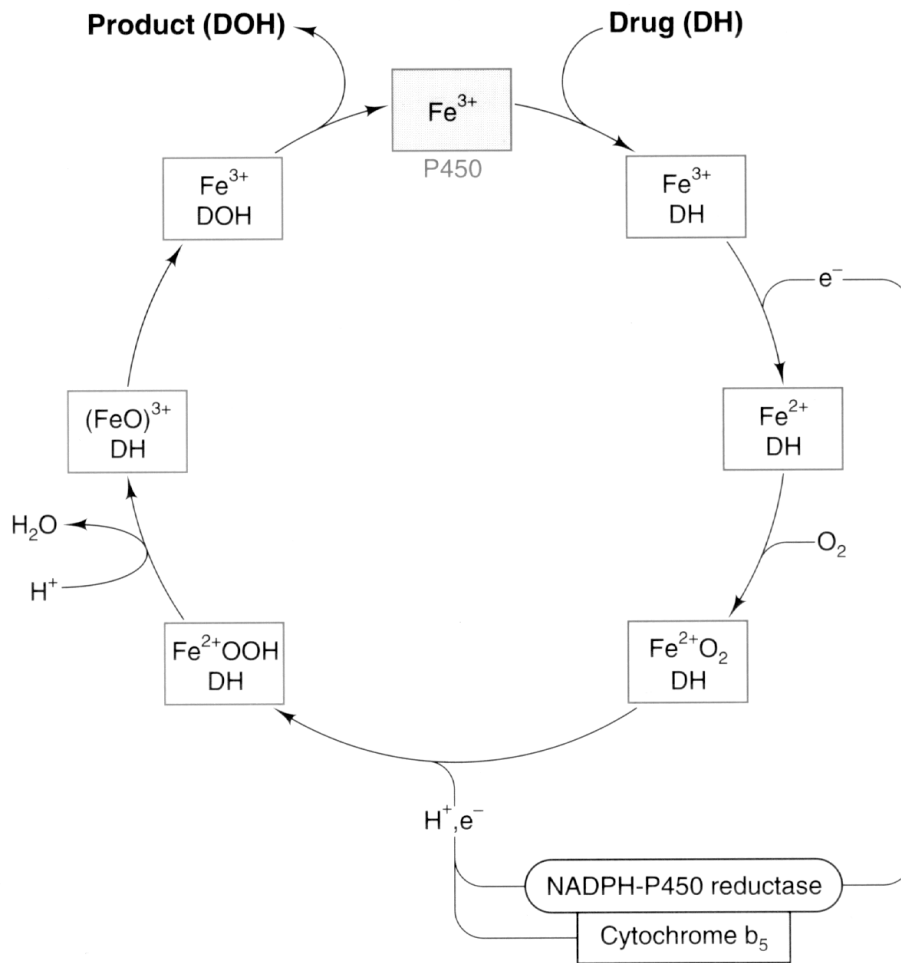 Product (DOH)
Drug (DH)
Fe³⁺
P450
Fe³⁺
DOH
Fe³⁺
DH
e⁻
(FeO)³⁺
DH
Fe²⁺
DH
H₂O
O₂
H⁺
Fe²⁺OOH
DH
Fe²⁺O₂
DH
H⁺,e⁻
NADPH-P450 reductase
Cytochrome b₅